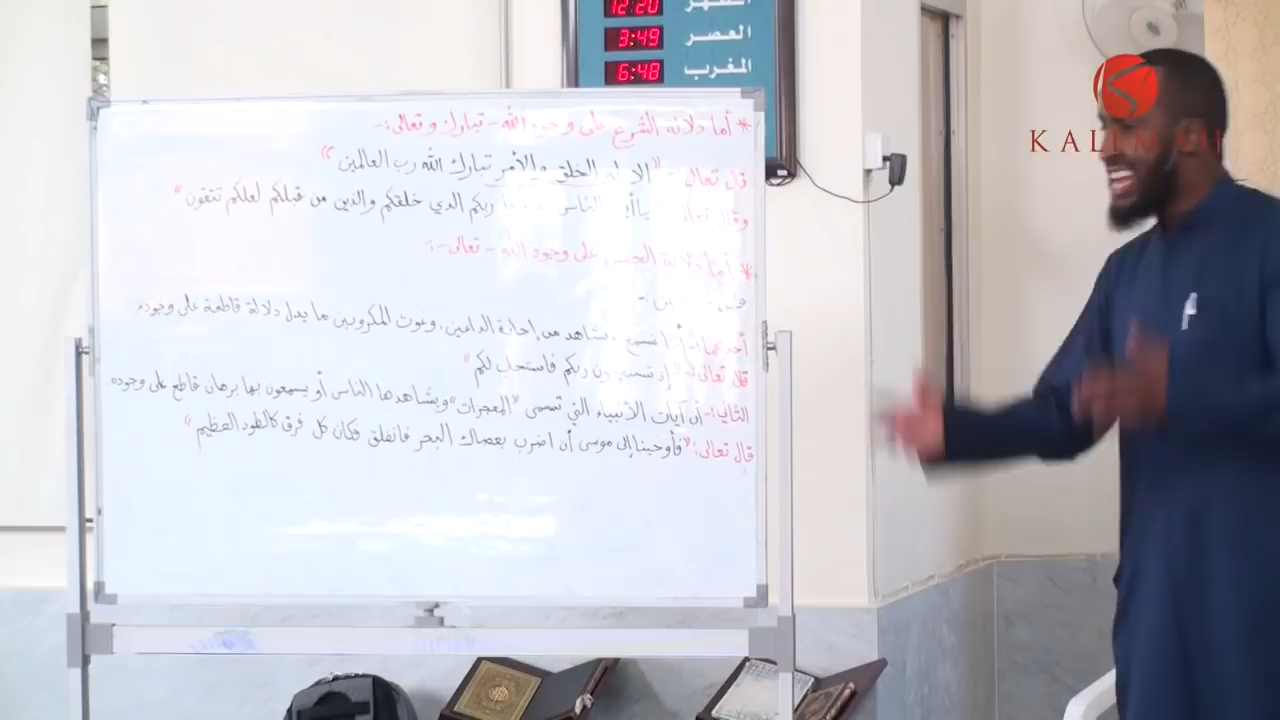 الظهر 12:20
العصر 3:49
المغرب 6:48
KALEMAH
* أما دلالة الشرع على وجود الله - تبارك وتعالى :-
قال تعالى :- "ألا له الخلق والأمر تبارك الله رب العالمين"
وقال تعالى يا أيها الناس ربكم الذي خلقكم والذين من قبلكم لعلكم تتقون"
* أما دلالة الحس على وجود الله - تعالى -:
أحدهما :- أننا نسمع ونشاهد من إجابة الداعين، وغوث المكروبين ما يدل دلالة قاطعة على وجوده
قال تعالى :- "إذ تستغيثون ربكم فاستجاب لكم"
الثاني :- أن آيات الأنبياء التي تسمى "المعجزات" ويشاهدها الناس أو يسمعون بها برهان قاطع على وجوده.
قال تعالى: "فأوحينا إلى موسى أن اضرب بعصاك البحر فانفلق فكان كل فرق كالطود العظيم"